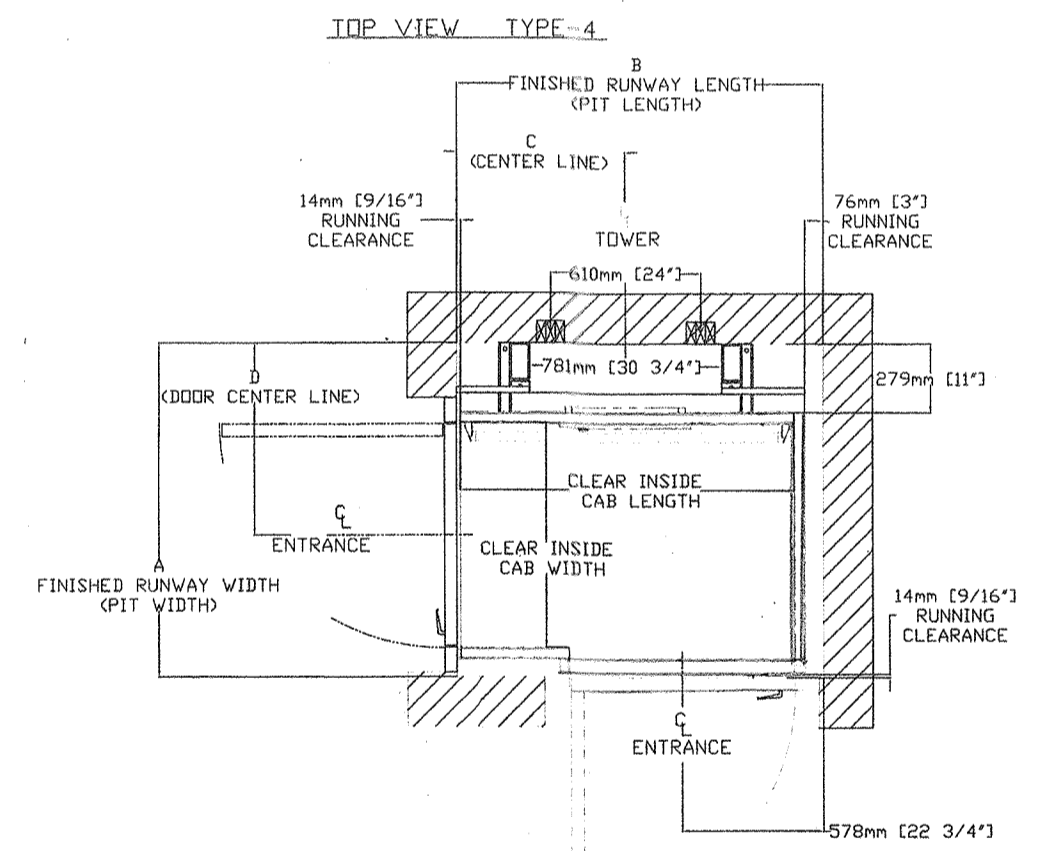 TOP VIEW TYPE-4
B
FINISHED RUNWAY LENGTH
(PIT LENGTH)
C
(CENTER LINE)
14mm [9/16"]
RUNNING
CLEARANCE
76mm [3"]
RUNNING
CLEARANCE
TOWER
610mm [24"]
781mm [30 3/4"]
279mm [11"]
D
(DOOR CENTER LINE)
CLEAR INSIDE
CAB LENGTH
CL
ENTRANCE
CLEAR INSIDE
CAB WIDTH
A
FINISHED RUNWAY WIDTH
(PIT WIDTH)
14mm [9/16"]
RUNNING
CLEARANCE
CL
ENTRANCE
578mm [22 3/4"]